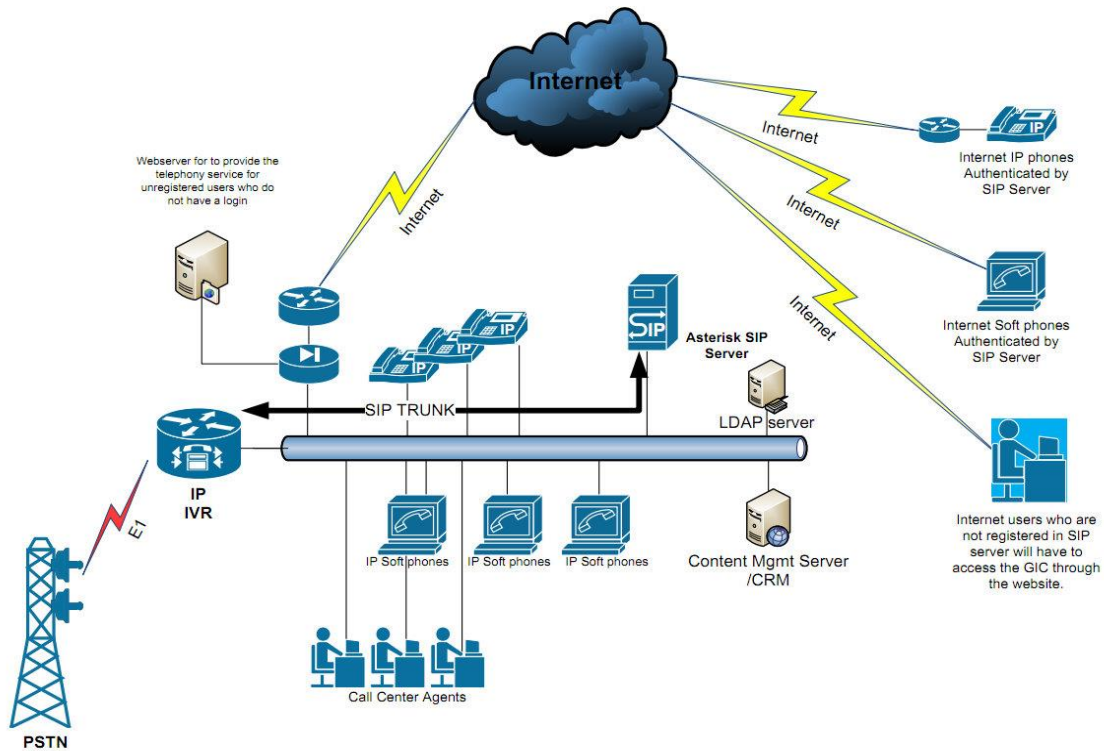 Internet
Internet
Internet
Internet
Internet
IP
Internet IP phones
Authenticated by
SIP Server
Webserver for to provide the
telephony service for
unregistered users who do
not have a login
Internet Soft phones
Authenticated by
SIP Server
IP
IP
IP
SIP
Asterisk SIP
Server
SIP TRUNK
LDAP server
IP
IVR
E1
IP Soft phones
IP Soft phones
IP Soft phones
Content Mgmt Server
/CRM
Internet users who are
not registered in SIP
server will have to
access the GIC through
the website.
Call Center Agents
PSTN